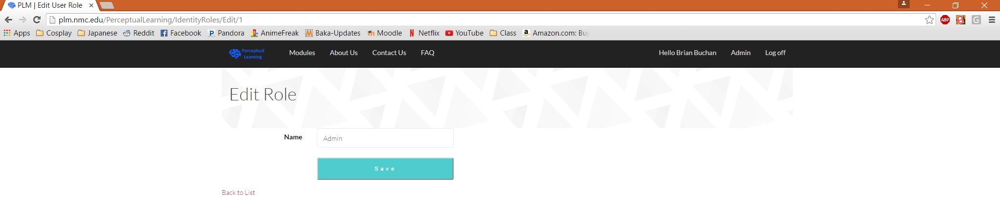 PLM | Edit User Role
plm.nmc.edu/PerceptualLearning/IdentityRoles/Edit/1
ABP
G
Apps Cosplay Japanese Reddit Facebook Pandora AnimeFreak Baka-Updates Moodle Netflix YouTube Class Amazon.com: Buy
Perceptual Learning Modules About Us Contact Us FAQ Hello Brian Buchan Admin Log off
Edit Role
Name Admin
Save
Back to List